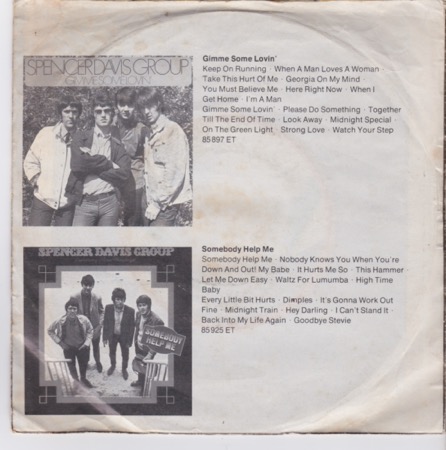 SPENCER DAVIS GROUP
GIMME SOME LOVIN'
Gimme Some Lovin'
Keep On Running · When A Man Loves A Woman ·
Take This Hurt Of Me · Georgia On My Mind ·
You Must Believe Me · Here Right Now · When I
Get Home · I'm A Man
Gimme Some Lovin' · Please Do Something · Together
Till The End Of Time · Look Away · Midnight Special ·
On The Green Light · Strong Love · Watch Your Step
85 897 ET
SPENCER DAVIS GROUP
SOMEBODY
HELP ME
Somebody Help Me
Somebody Help Me · Nobody Knows You When You're
Down And Out! My Babe · It Hurts Me So · This Hammer
Let Me Down Easy · Waltz For Lumumba · High Time
Baby
Every Little Bit Hurts · Dimples · It's Gonna Work Out
Fine · Midnight Train · Hey Darling · I Can't Stand It ·
Back Into My Life Again · Goodbye Stevie
85 925 ET